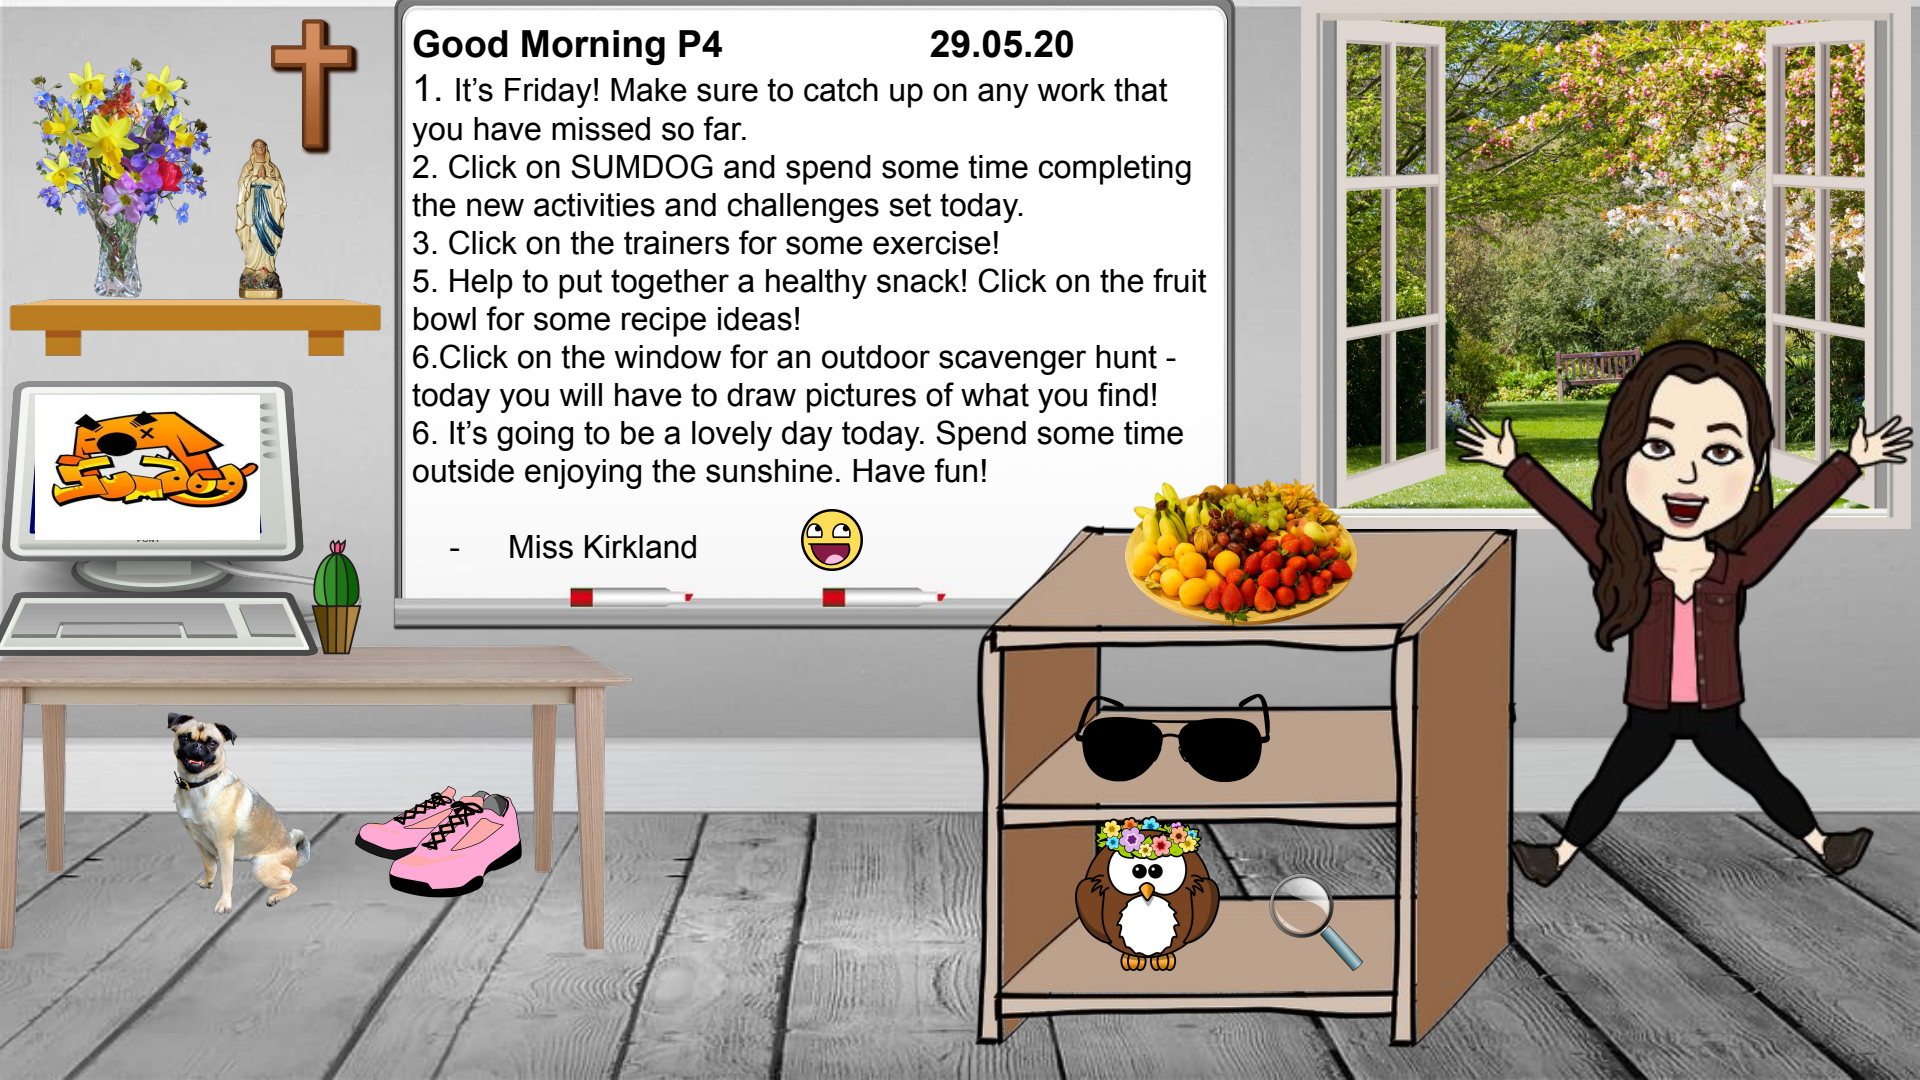 Good Morning P4 29.05.20
1. It’s Friday! Make sure to catch up on any work that
you have missed so far.
2. Click on SUMDOG and spend some time completing
the new activities and challenges set today.
3. Click on the trainers for some exercise!
5. Help to put together a healthy snack! Click on the fruit
bowl for some recipe ideas!
6.Click on the window for an outdoor scavenger hunt -
today you will have to draw pictures of what you find!
6. It’s going to be a lovely day today. Spend some time
outside enjoying the sunshine. Have fun!
- Miss Kirkland